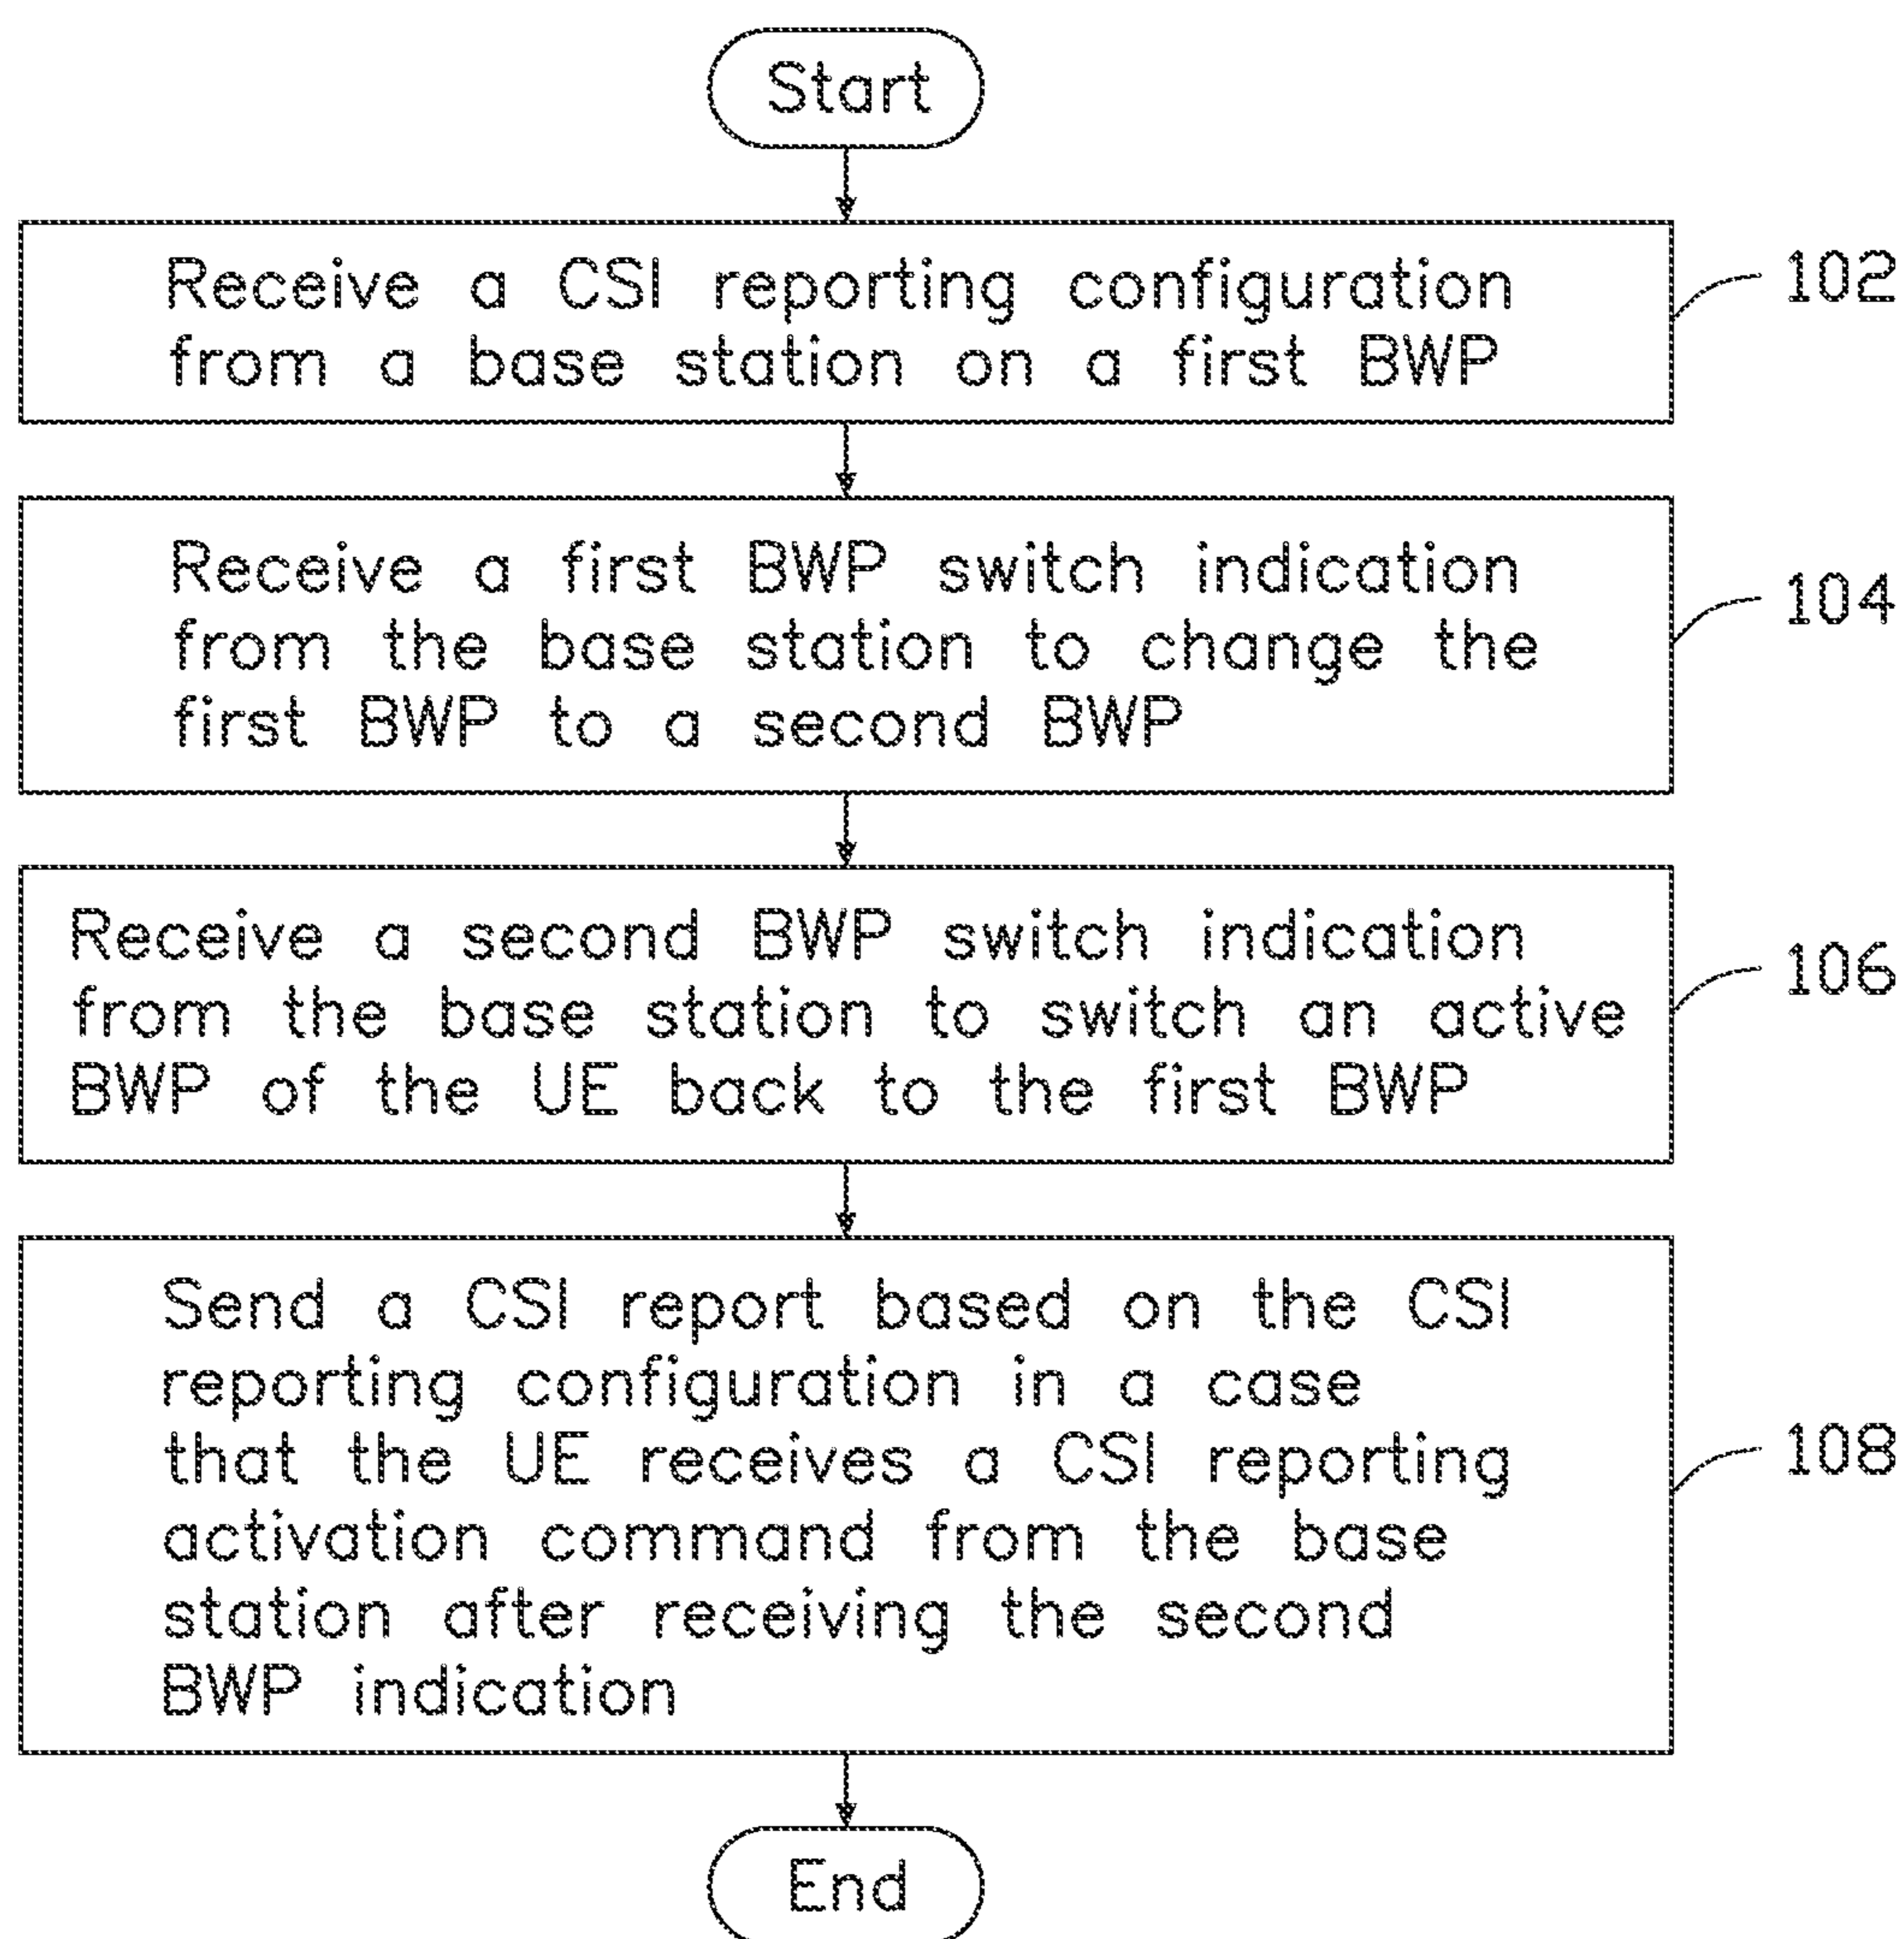 Start
Receive a CSI reporting configuration
from a base station on a first BWP
102
Receive a first BWP switch indication
from the base station to change the
first BWP to a second BWP
104
Receive a second BWP switch indication
from the base station to switch an active
BWP of the UE back to the first BWP
106
Send a CSI report based on the CSI
reporting configuration in a case
that the UE receives a CSI reporting
activation command from the base
station after receiving the second
BWP indication
108
End